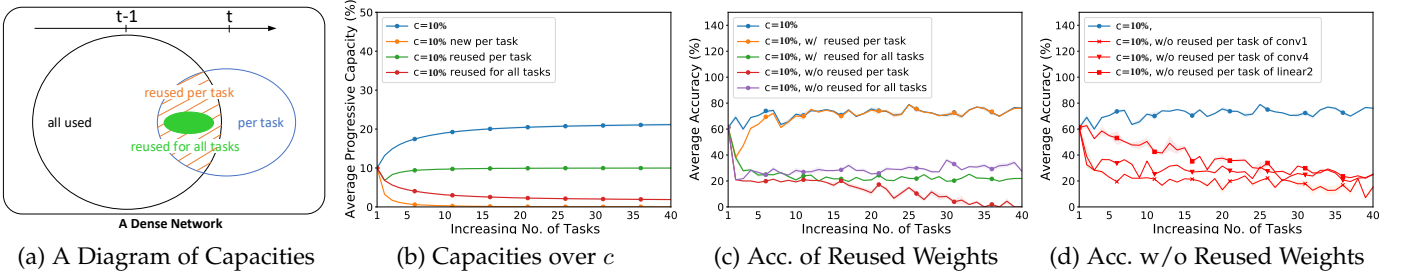 t-1
t
all used
reused per task
per task
reused for all tasks
A Dense Network
(a) A Diagram of Capacities
Average Progressive Capacity (%)
50
40
30
20
10
0
c=10%
c=10% new per task
c=10% reused per task
c=10% reused for all tasks
1 5 10 15 20 25 30 35 40
Increasing No. of Tasks
(b) Capacities over c
Average Accuracy (%)
140
120
100
80
60
40
20
0
c=10%
c=10%, w/ reused per task
c=10%, w/ reused for all tasks
c=10%, w/o reused per task
c=10%, w/o reused for all tasks
1 5 10 15 20 25 30 35 40
Increasing No. of Tasks
(c) Acc. of Reused Weights
Average Accuracy (%)
140
120
100
80
60
40
20
0
c=10%,
c=10%, w/o reused per task of conv1
c=10%, w/o reused per task of conv4
c=10%, w/o reused per task of linear2
1 5 10 15 20 25 30 35 40
Increasing No. of Tasks
(d) Acc. w/o Reused Weights